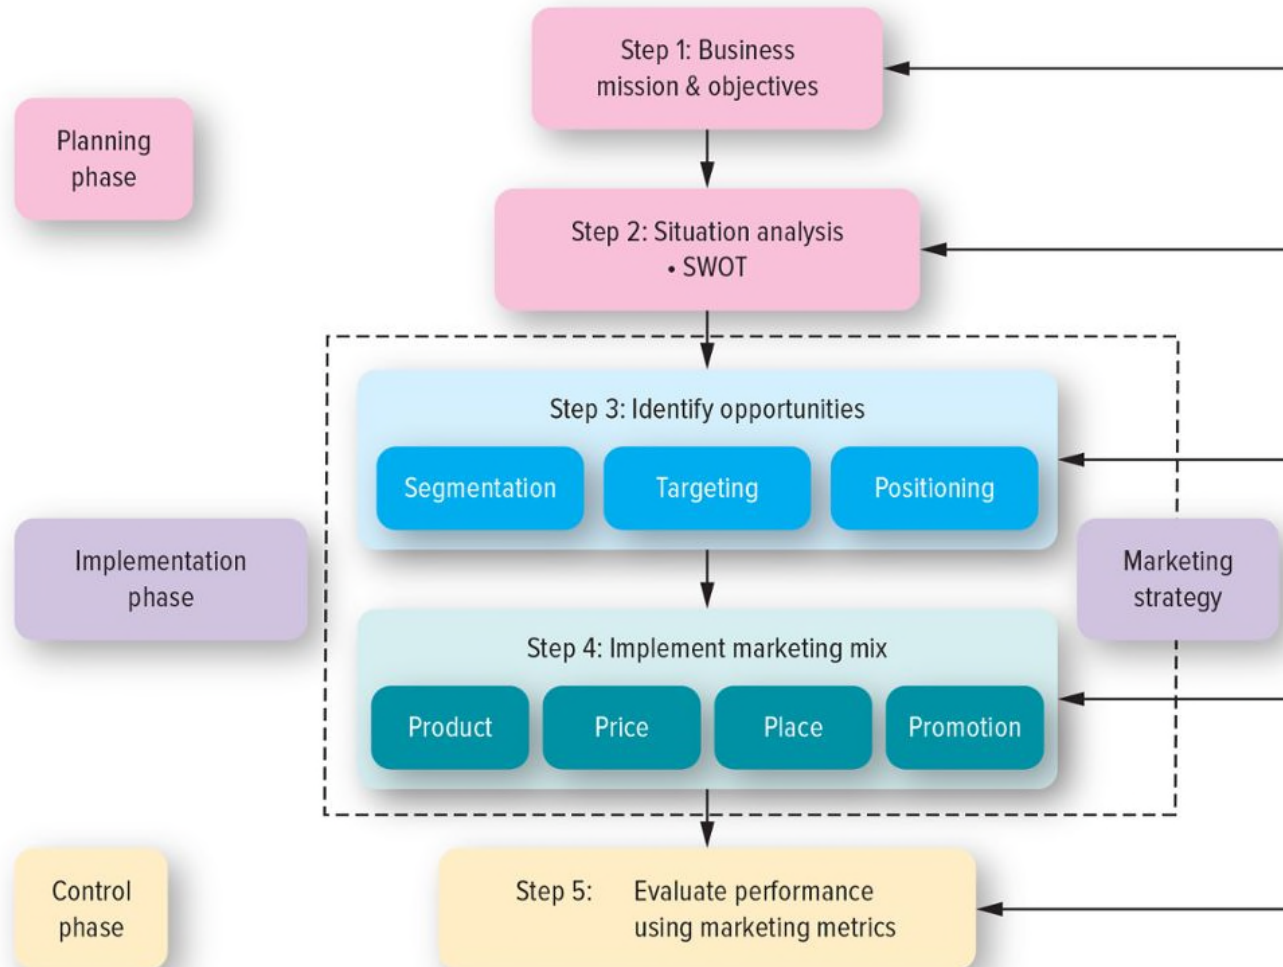 Step 1: Business
mission & objectives
Planning
phase
Step 2: Situation analysis
• SWOT
Step 3: Identify opportunities
Segmentation
Targeting
Positioning
Implementation
phase
Marketing
strategy
Step 4: Implement marketing mix
Product
Price
Place
Promotion
Control
phase
Step 5: Evaluate performance
using marketing metrics